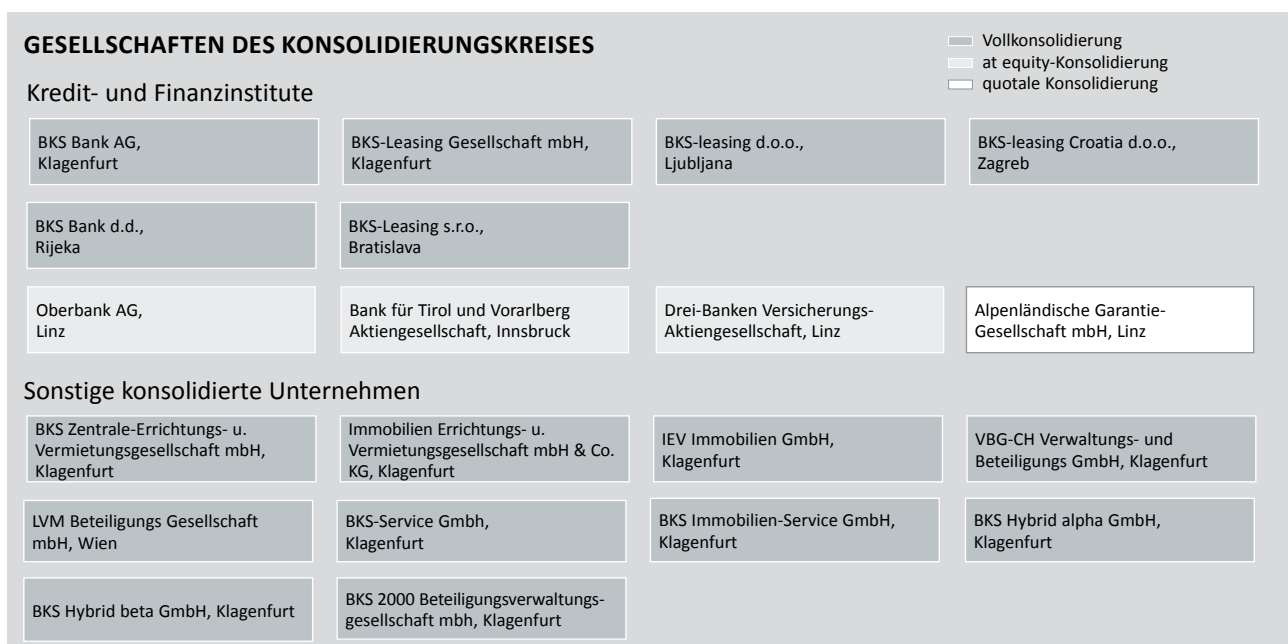 GESELLSCHAFTEN DES KONSOLIDIERUNGSKREISES
Vollkonsolidierung
at equity-Konsolidierung
quotale Konsolidierung
Kredit- und Finanzinstitute
BKS Bank AG,
Klagenfurt
BKS-Leasing Gesellschaft mbH,
Klagenfurt
BKS-leasing d.o.o.,
Ljubljana
BKS-leasing Croatia d.o.o.,
Zagreb
BKS Bank d.d.,
Rijeka
BKS-Leasing s.r.o.,
Bratislava
Oberbank AG,
Linz
Bank für Tirol und Vorarlberg
Aktiengesellschaft, Innsbruck
Drei-Banken Versicherungs-
Aktiengesellschaft, Linz
Alpenländische Garantie-
Gesellschaft mbH, Linz
Sonstige konsolidierte Unternehmen
BKS Zentrale-Errichtungs- u.
Vermietungsgesellschaft mbH,
Klagenfurt
Immobilien Errichtungs- u.
Vermietungsgesellschaft mbH & Co.
KG, Klagenfurt
IEV Immobilien GmbH,
Klagenfurt
VBG-CH Verwaltungs- und
Beteiligungs GmbH, Klagenfurt
LVM Beteiligungs Gesellschaft
mbH, Wien
BKS-Service Gmbh,
Klagenfurt
BKS Immobilien-Service GmbH,
Klagenfurt
BKS Hybrid alpha GmbH,
Klagenfurt
BKS Hybrid beta GmbH, Klagenfurt
BKS 2000 Beteiligungsverwaltungs-
gesellschaft mbh, Klagenfurt